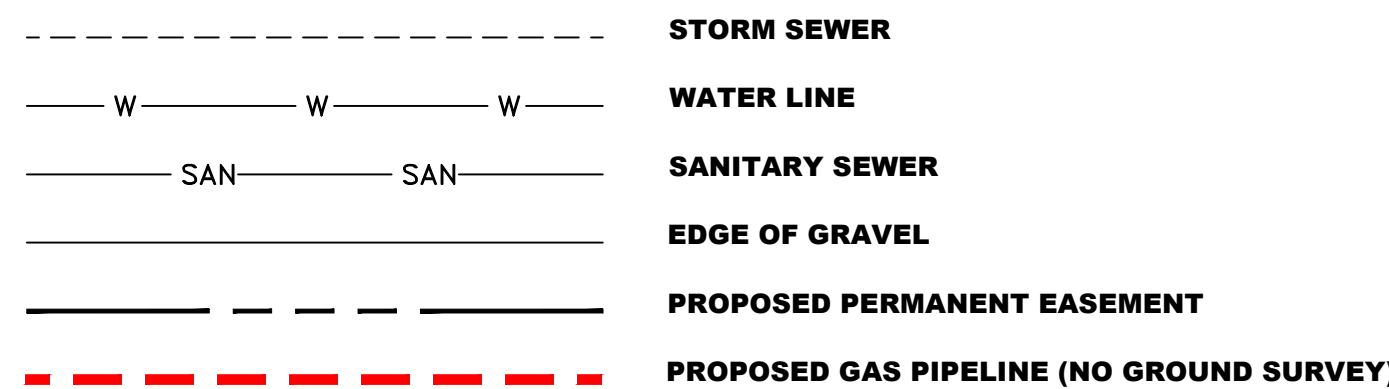 STORM SEWER
W W W WATER LINE
SAN SAN SANITARY SEWER
EDGE OF GRAVEL
PROPOSED PERMANENT EASEMENT
PROPOSED GAS PIPELINE (NO GROUND SURVEY)